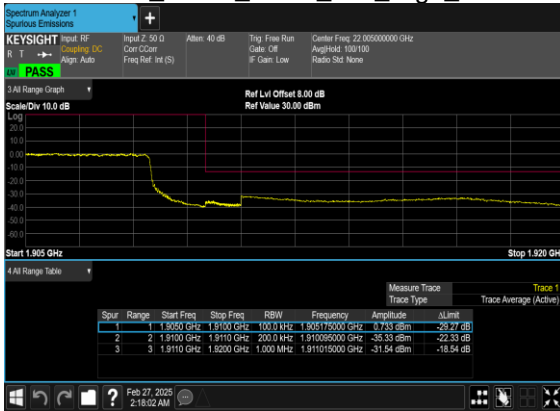 Spectrum Analyzer 1
Spurious Emissions
+
KEYSIGHT Input: RF Input Z: 50 Ω Atten: 40 dB Trig: Free Run Center Freq: 22.005000000 GHz
R T Coupling: DC Corr CCorr Gate: Off Avg|Hold: 100/100
Align: Auto Freq Ref: Int (S) IF Gain: Low Radio Std: None
PASS
3 All Range Graph Ref Lvl Offset 8.00 dB
Scale/Div 10.0 dB Ref Value 30.00 dBm
Log
20.0
10.0
0.00
-10.0
-20.0
-30.0
-40.0
-50.0
-60.0
Start 1.905 GHz Stop 1.920 GH
4 All Range Table
Measure Trace Trace 1
Trace Type Trace Average (Active)
Spur Range Start Freq Stop Freq RBW Frequency Amplitude ΔLimit
1 1 1.9050 GHz 1.9100 GHz 100.0 kHz 1.905175000 GHz 0.733 dBm -29.27 dB
2 2 1.9100 GHz 1.9110 GHz 200.0 kHz 1.910095000 GHz -35.33 dBm -22.33 dB
3 3 1.9110 GHz 1.9200 GHz 1.000 MHz 1.911015000 GHz -31.54 dBm -18.54 dB
? Feb 27, 2025
2:18:02 AM